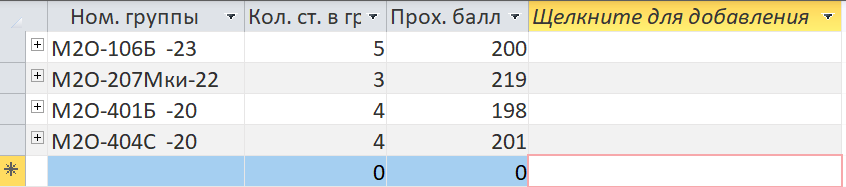 Ном. группы Кол. ст. в гр Прох. балл Щелкните для добавления
М2О-106Б -23 5 200
М2О-207Мки-22 3 219
М2О-401Б -20 4 198
М2О-404С -20 4 201
0 0